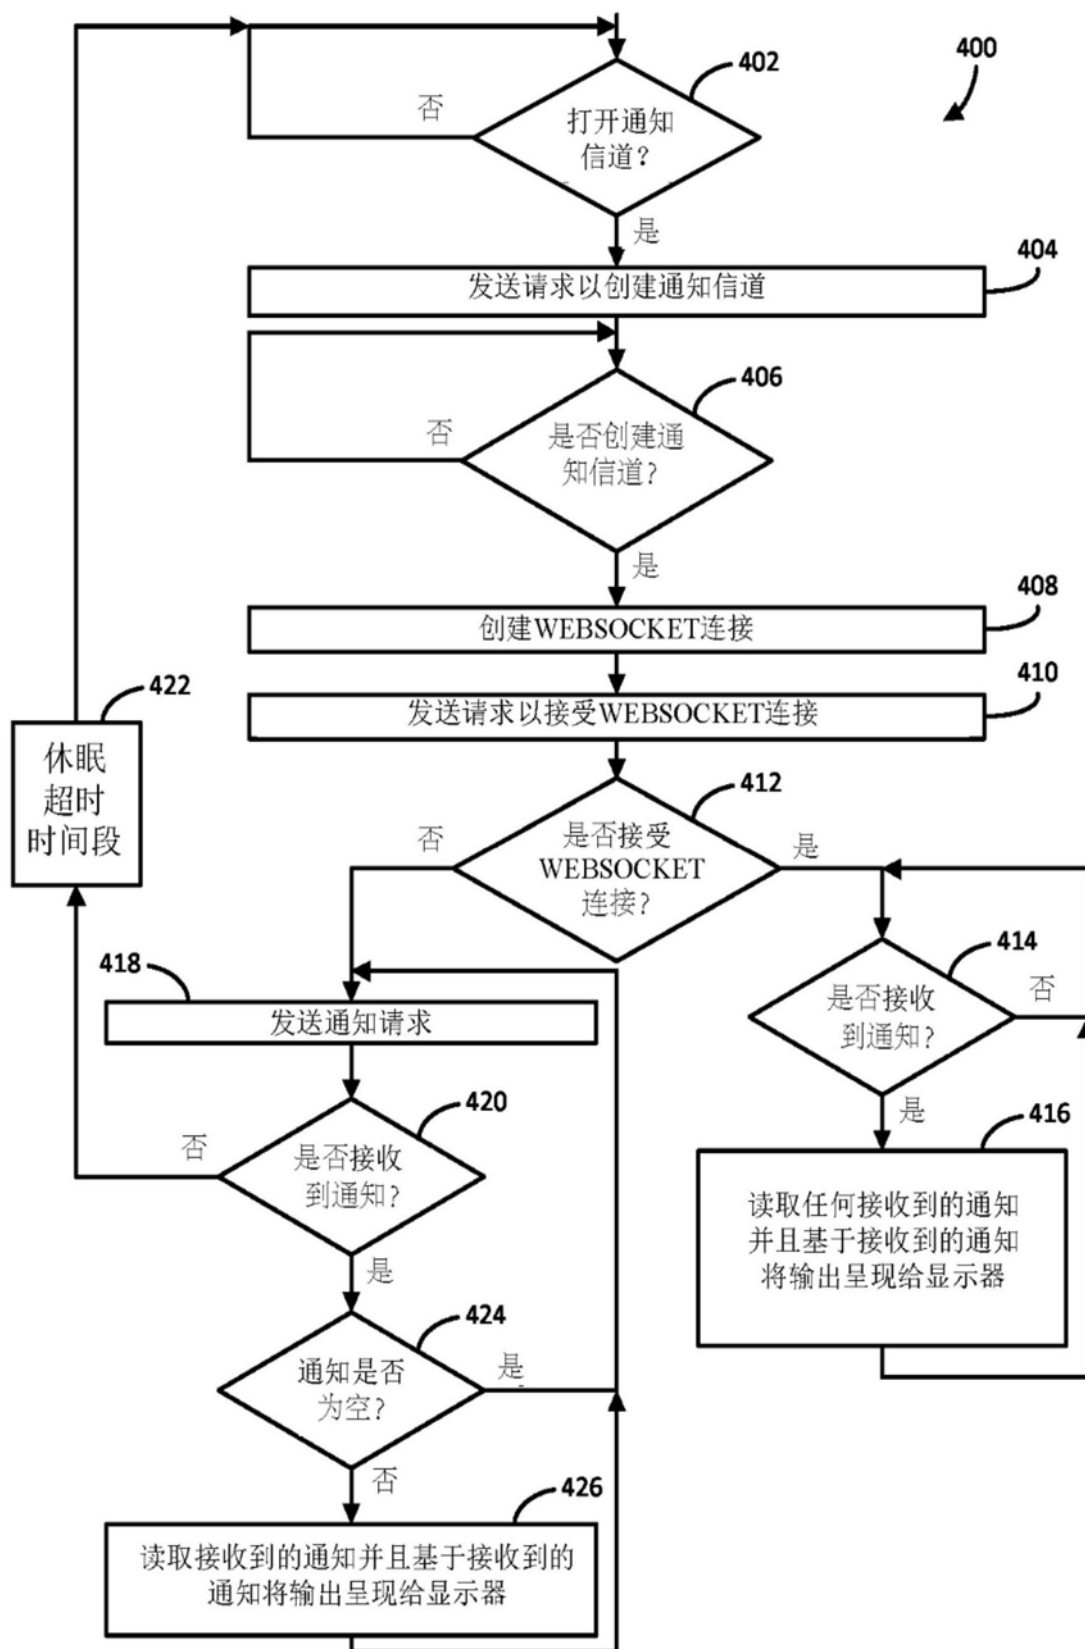 400
402
否
打开通知
信道?
是
404
发送请求以创建通知信道
406
否
是否创建通
知信道?
是
408
创建WEBSOCKET连接
410
发送请求以接受WEBSOCKET连接
422
休眠
超时
时间段
412
否
是否接受
WEBSOCKET
连接?
是
414
是否接收
到通知?
否
是
416
读取任何接收到的通知
并且基于接收到的通知
将输出呈现给显示器
418
发送通知请求
420
否
是否接收
到通知?
是
424
通知是否
为空?
是
否
426
读取接收到的通知并且基于接收到的
通知将输出呈现给显示器